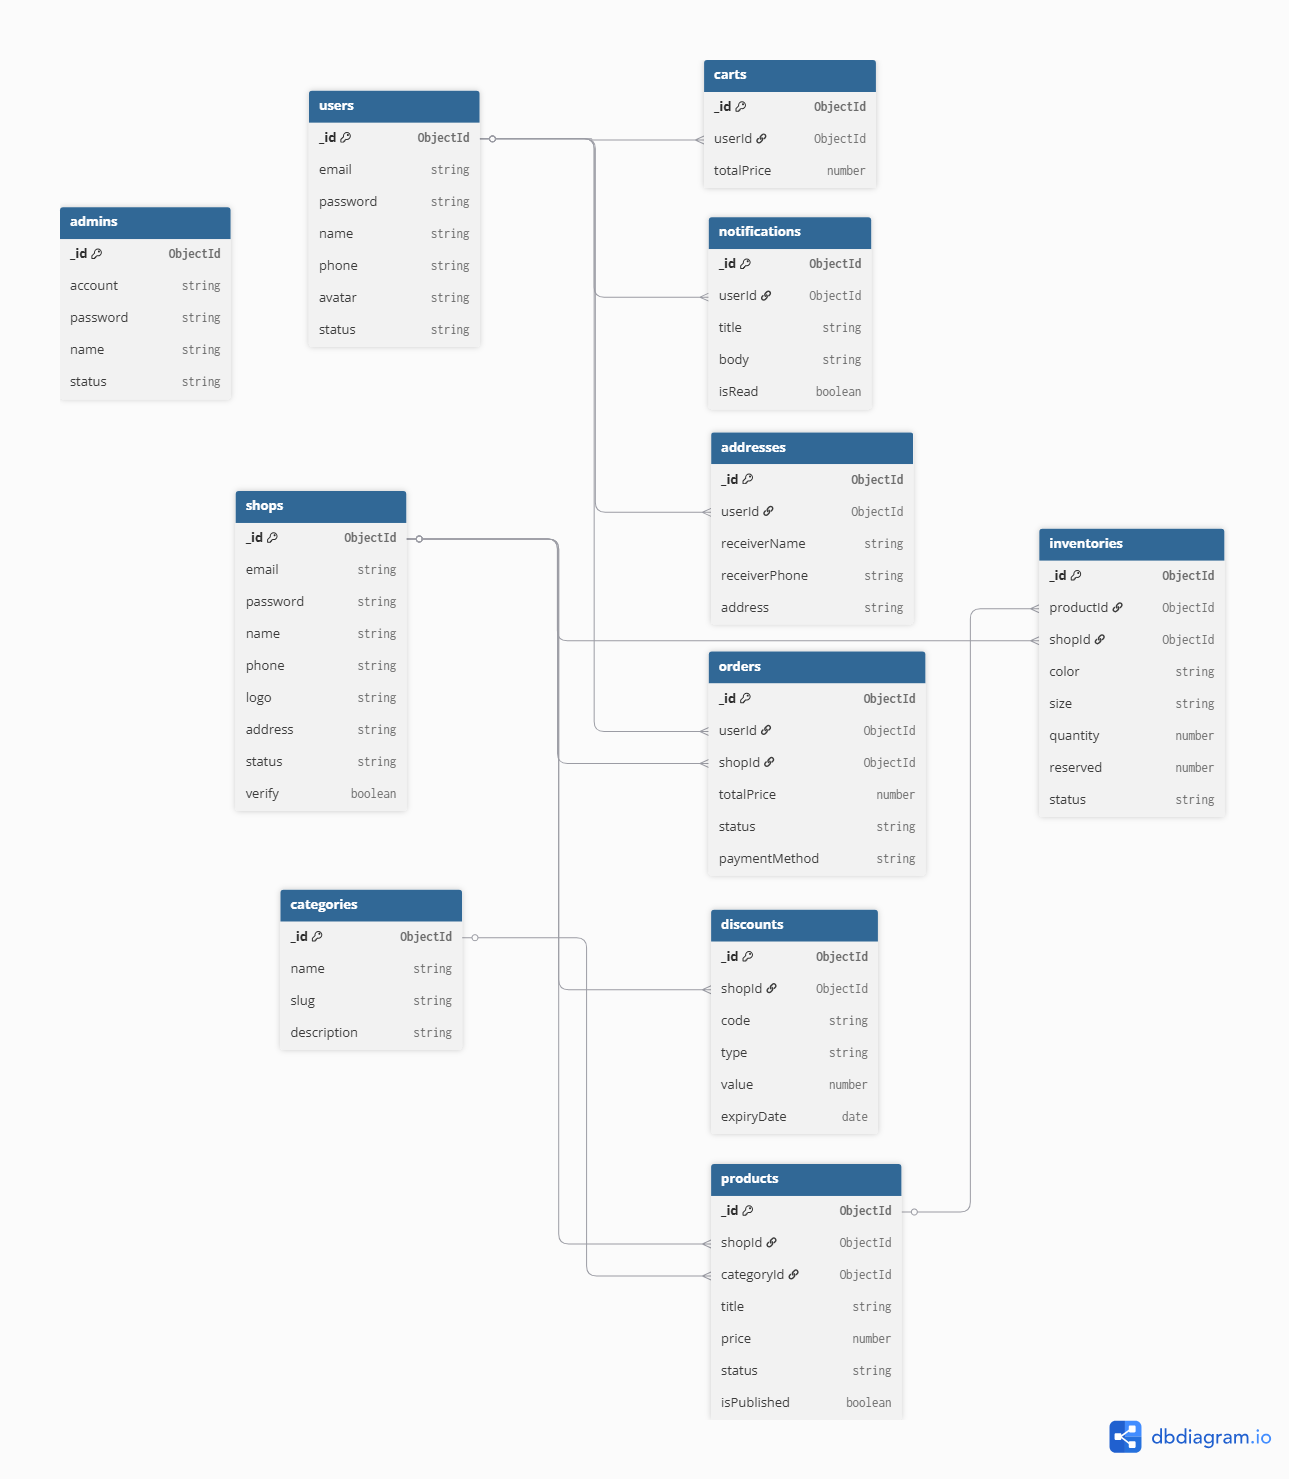 admins
_id ObjectId
account string
password string
name string
status string
users
_id ObjectId
email string
password string
name string
phone string
avatar string
status string
shops
_id ObjectId
email string
password string
name string
phone string
logo string
address string
status string
verify boolean
categories
_id ObjectId
name string
slug string
description string
carts
_id ObjectId
userId ObjectId
totalPrice number
notifications
_id ObjectId
userId ObjectId
title string
body string
isRead boolean
addresses
_id ObjectId
userId ObjectId
receiverName string
receiverPhone string
address string
orders
_id ObjectId
userId ObjectId
shopId ObjectId
totalPrice number
status string
paymentMethod string
discounts
_id ObjectId
shopId ObjectId
code string
type string
value number
expiryDate date
products
_id ObjectId
shopId ObjectId
categoryId ObjectId
title string
price number
status string
isPublished boolean
inventories
_id ObjectId
productId ObjectId
shopId ObjectId
color string
size string
quantity number
reserved number
status string
dbdiagram.io